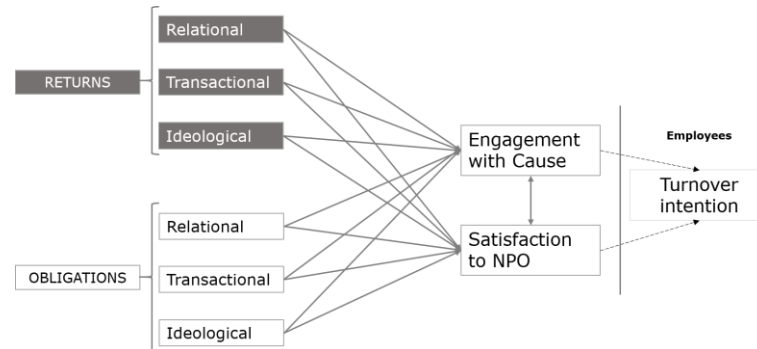 Relational
RETURNS
Transactional
Ideological
Engagement
with Cause
Employees
Turnover
intention
Relational
Satisfaction
to NPO
OBLIGATIONS
Transactional
Ideological